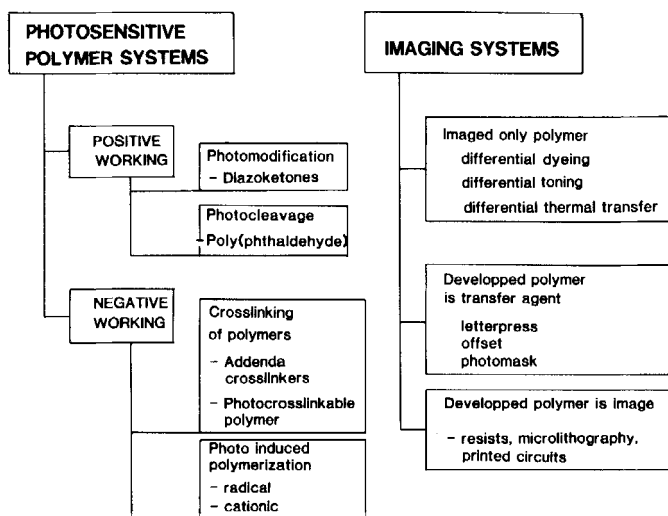 PHOTOSENSITIVE
POLYMER SYSTEMS
POSITIVE
WORKING
Photomodification
- Diazoketones
Photocleavage
- Poly(phthaldehyde)
NEGATIVE
WORKING
Crosslinking
of polymers
- Addenda
crosslinkers
- Photocrosslinkable
polymer
Photo induced
polymerization
- radical
- cationic
IMAGING SYSTEMS
Imaged only polymer
differential dyeing
differential toning
differential thermal transfer
Developped polymer
is transfer agent
letterpress
offset
photomask
Developped polymer is image
- resists, microlithography,
printed circuits